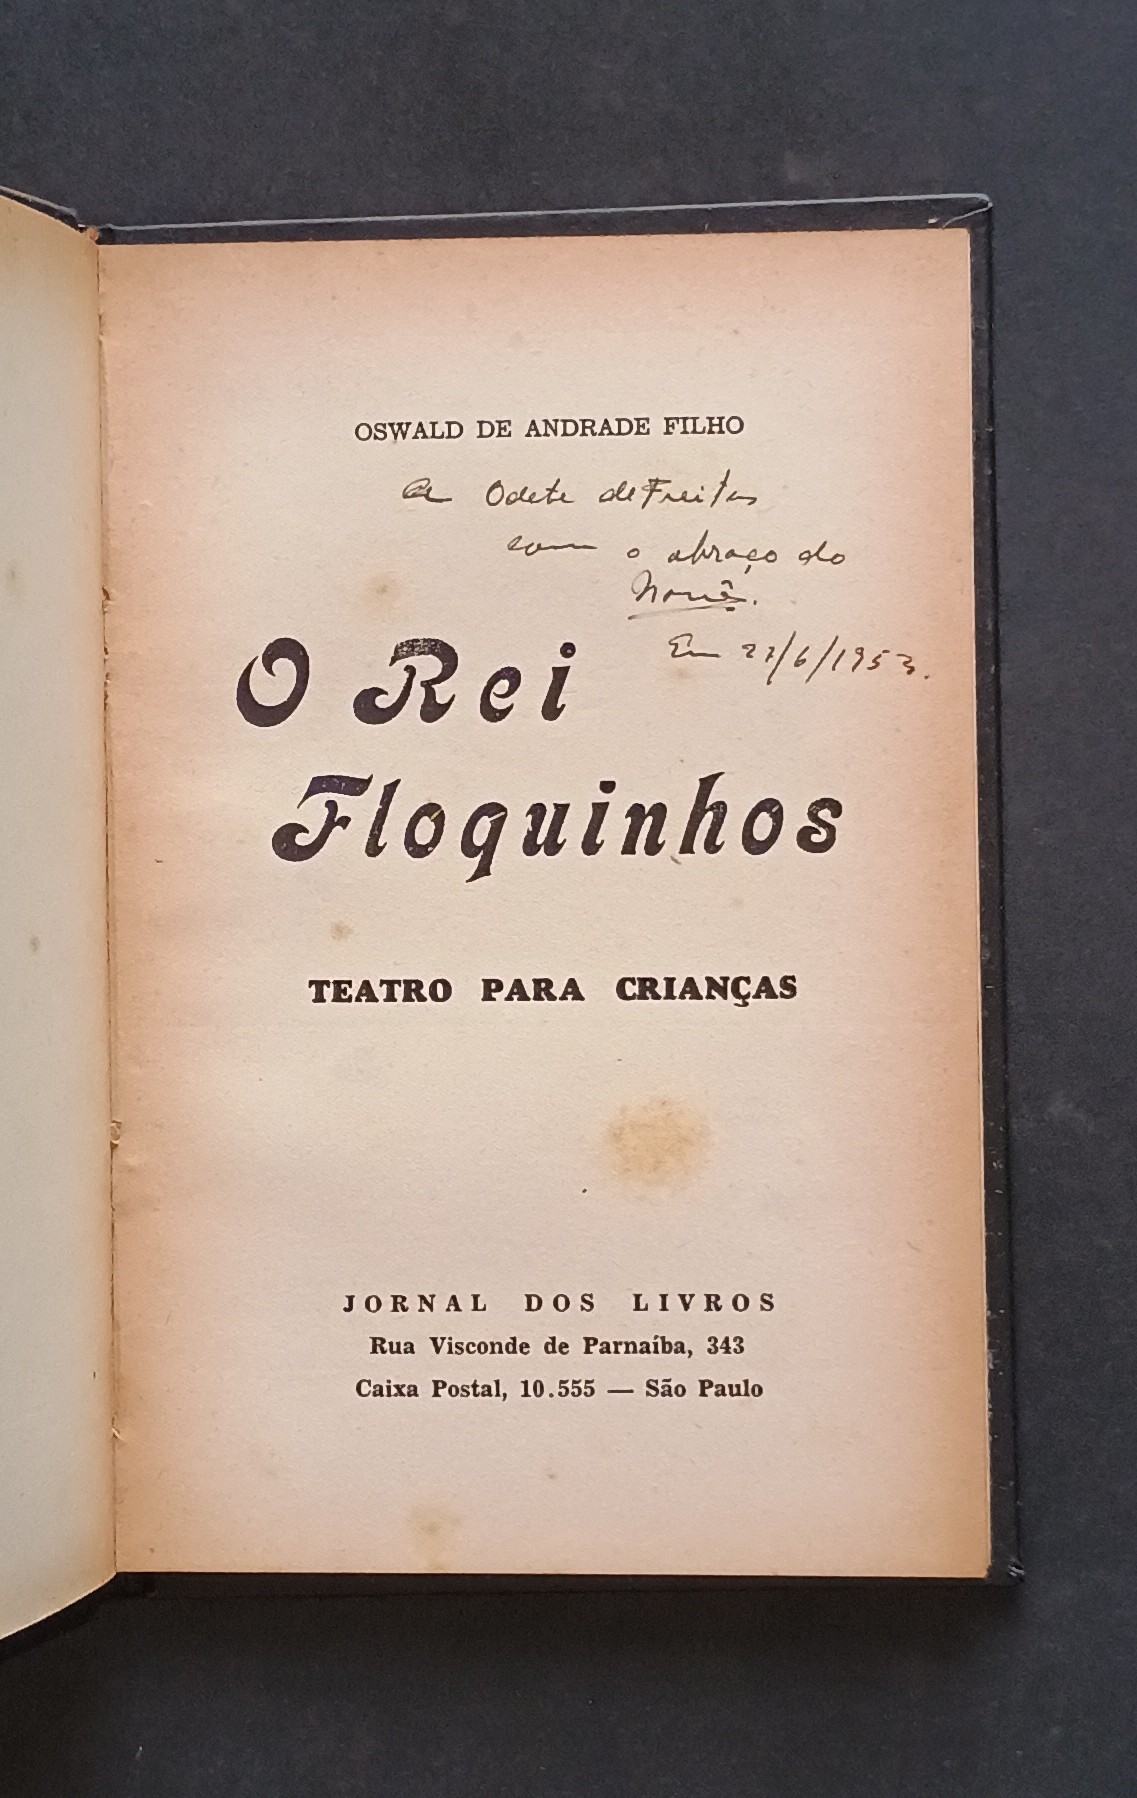 OSWALD DE ANDRADE FILHO
A Odete de Freitas
com o abraço do
Nonê.
Em 27/6/1953.
O Rei
Floquinhos
TEATRO PARA CRIANÇAS
JORNAL DOS LIVROS
Rua Visconde de Parnaíba, 343
Caixa Postal, 10.555 — São Paulo